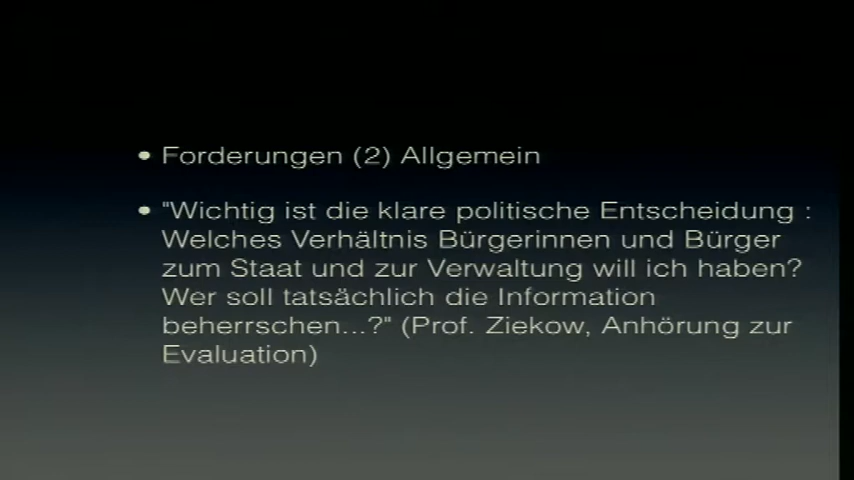 • Forderungen (2) Allgemein
• "Wichtig ist die klare politische Entscheidung :
Welches Verhältnis Bürgerinnen und Bürger
zum Staat und zur Verwaltung will ich haben?
Wer soll tatsächlich die Information
beherrschen...?" (Prof. Ziekow, Anhörung zur
Evaluation)